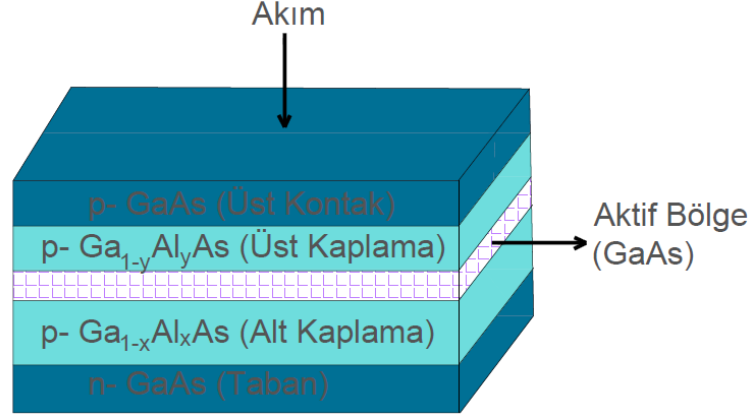 Akım
p- GaAs (Üst Kontak)
p- Ga₁₋yAlyAs (Üst Kaplama)
Aktif Bölge
(GaAs)
p- Ga₁₋ₓAlₓAs (Alt Kaplama)
n- GaAs (Taban)